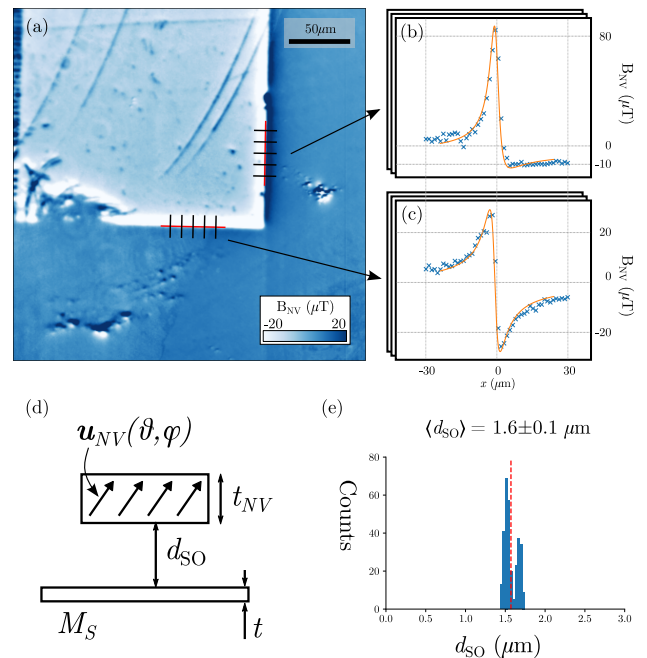 (a)
50μm
B_NV (μT)
-20 20
(b)
80
0
-10
B_NV (μT)
(c)
20
0
-20
B_NV (μT)
-30 0 30
x (μm)
(d)
u_NV(ϑ,φ)
t_NV
d_SO
M_S
t
(e)
⟨d_SO⟩ = 1.6±0.1 μm
Counts
80
60
40
20
0
0.0 0.5 1.0 1.5 2.0 2.5 3.0
d_SO (μm)